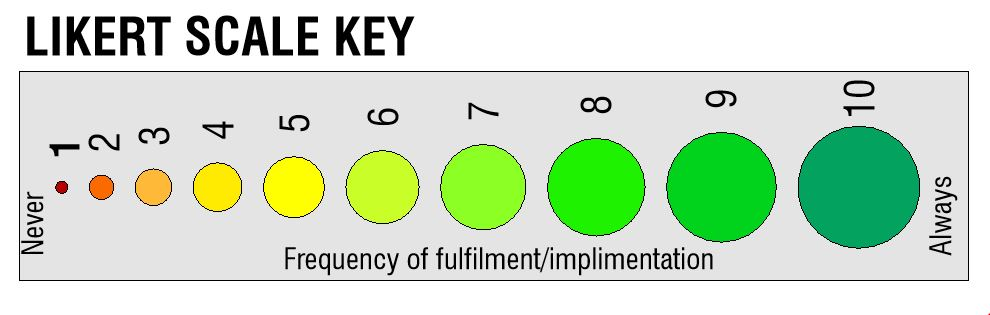 LIKERT SCALE KEY
1 2 3 4 5 6 7 8 9 10
Never
Always
Frequency of fulfilment/implimentation